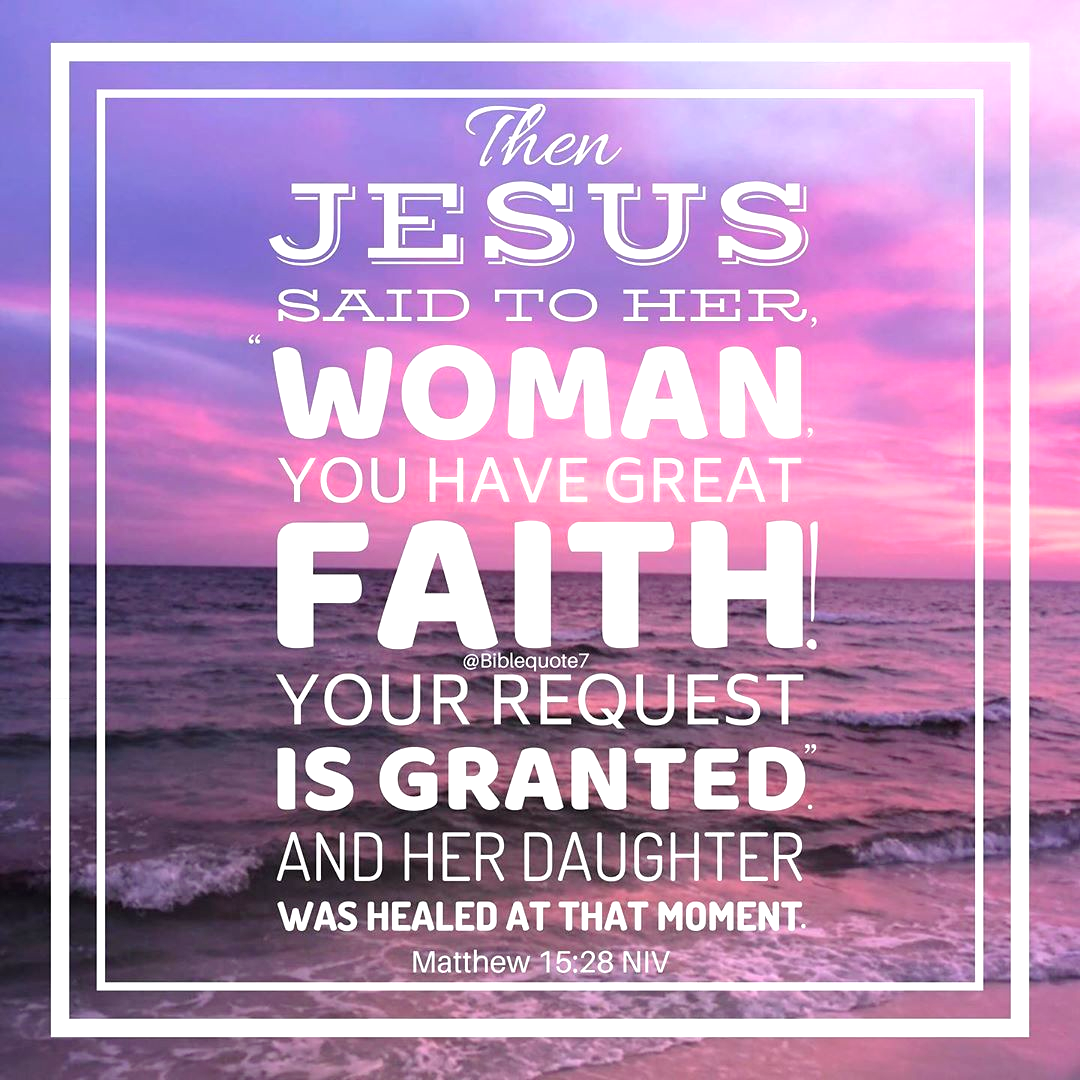 Then
JESUS
SAID TO HER,
“WOMAN,
YOU HAVE GREAT
FAITH!
@Biblequote7
YOUR REQUEST
IS GRANTED.”
AND HER DAUGHTER
WAS HEALED AT THAT MOMENT.
Matthew 15:28 NIV